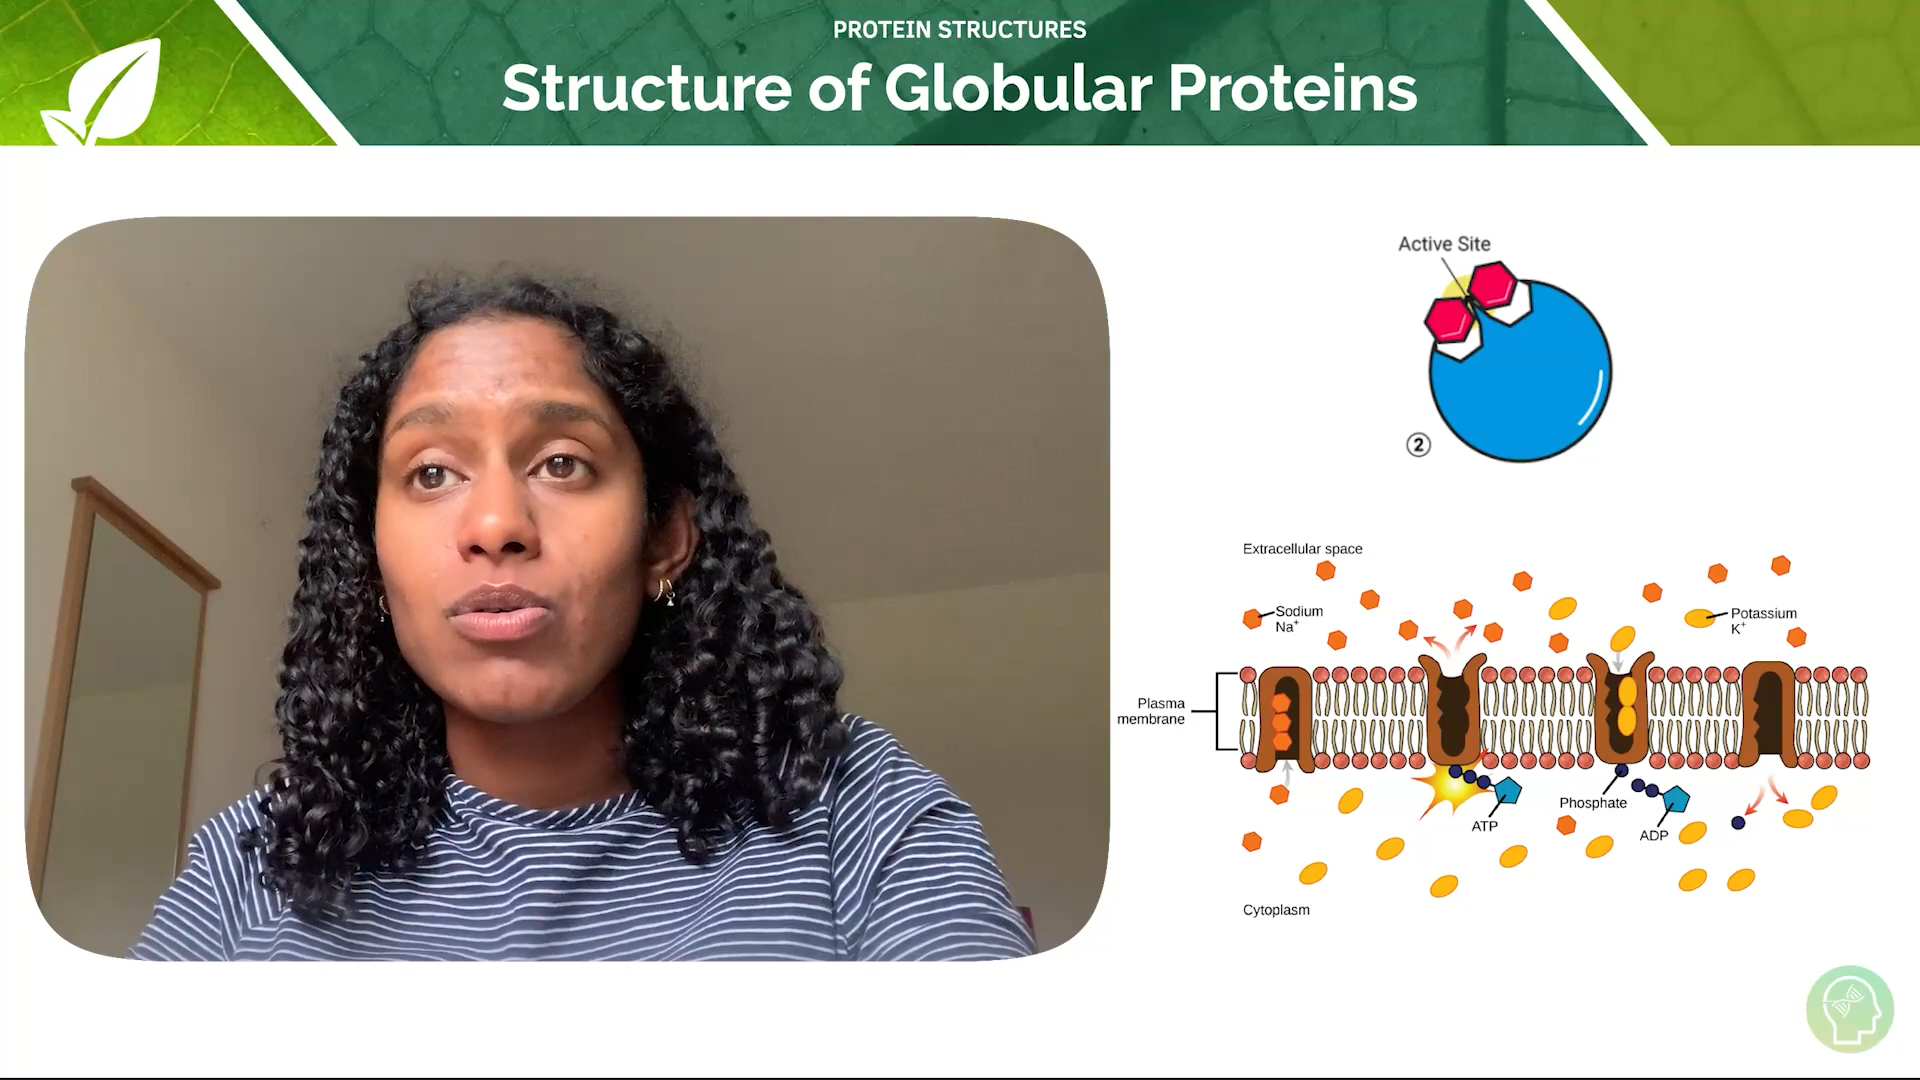 PROTEIN STRUCTURES
Structure of Globular Proteins
Active Site
2
Extracellular space
Sodium
Na⁺
Potassium
K⁺
Plasma
membrane
Phosphate
ATP
ADP
Cytoplasm